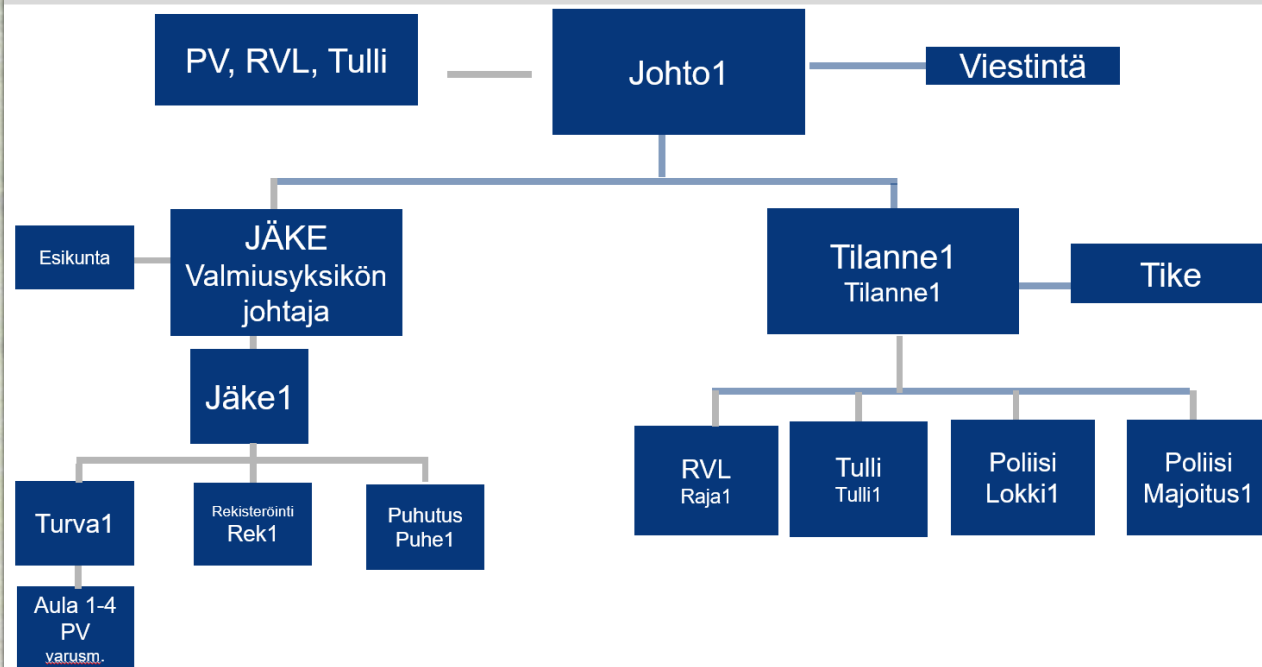 PV, RVL, Tulli
Johto1
Viestintä
Esikunta
JÄKE
Valmiusyksikön
johtaja
Tilanne1
Tilanne1
Tike
Jäke1
RVL
Raja1
Tulli
Tulli1
Poliisi
Lokki1
Poliisi
Majoitus1
Turva1
Rekisteröinti
Rek1
Puhutus
Puhe1
Aula 1-4
PV
varusm.